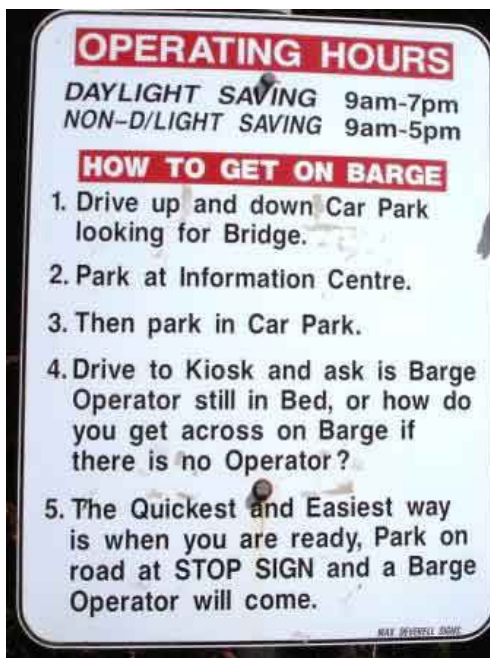 OPERATING HOURS
DAYLIGHT SAVING 9am-7pm
NON-D/LIGHT SAVING 9am-5pm
HOW TO GET ON BARGE
1. Drive up and down Car Park
looking for Bridge.
2. Park at Information Centre.
3. Then park in Car Park.
4. Drive to Kiosk and ask is Barge
Operator still in Bed, or how do
you get across on Barge if
there is no Operator?
5. The Quickest and Easiest way
is when you are ready, Park on
road at STOP SIGN and a Barge
Operator will come.
MAX DEVERELL SIGNS